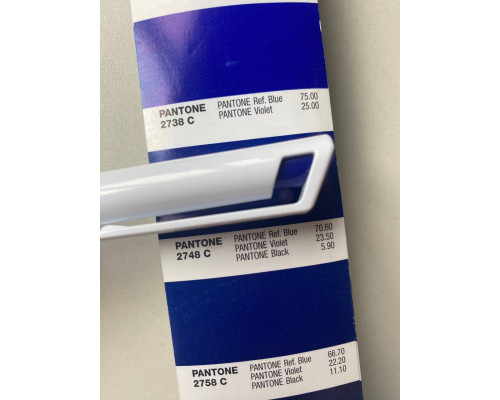 PANTONE
2738 C
PANTONE Ref. Blue 75.00
PANTONE Violet 25.00
PANTONE
2748 C
PANTONE Ref. Blue 70.60
PANTONE Violet 23.50
PANTONE Black 5.90
PANTONE
2758 C
PANTONE Ref. Blue 66.70
PANTONE Violet 22.20
PANTONE Black 11.10